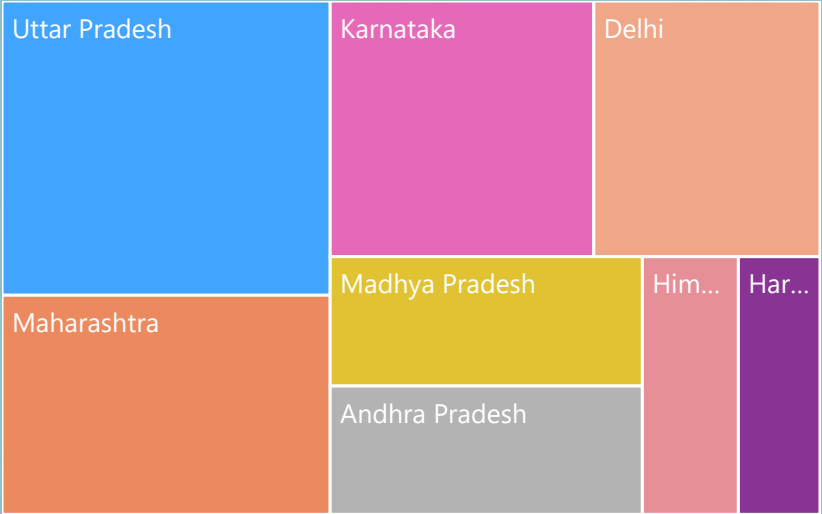 Uttar Pradesh
Karnataka
Delhi
Maharashtra
Madhya Pradesh
Him...
Har...
Andhra Pradesh